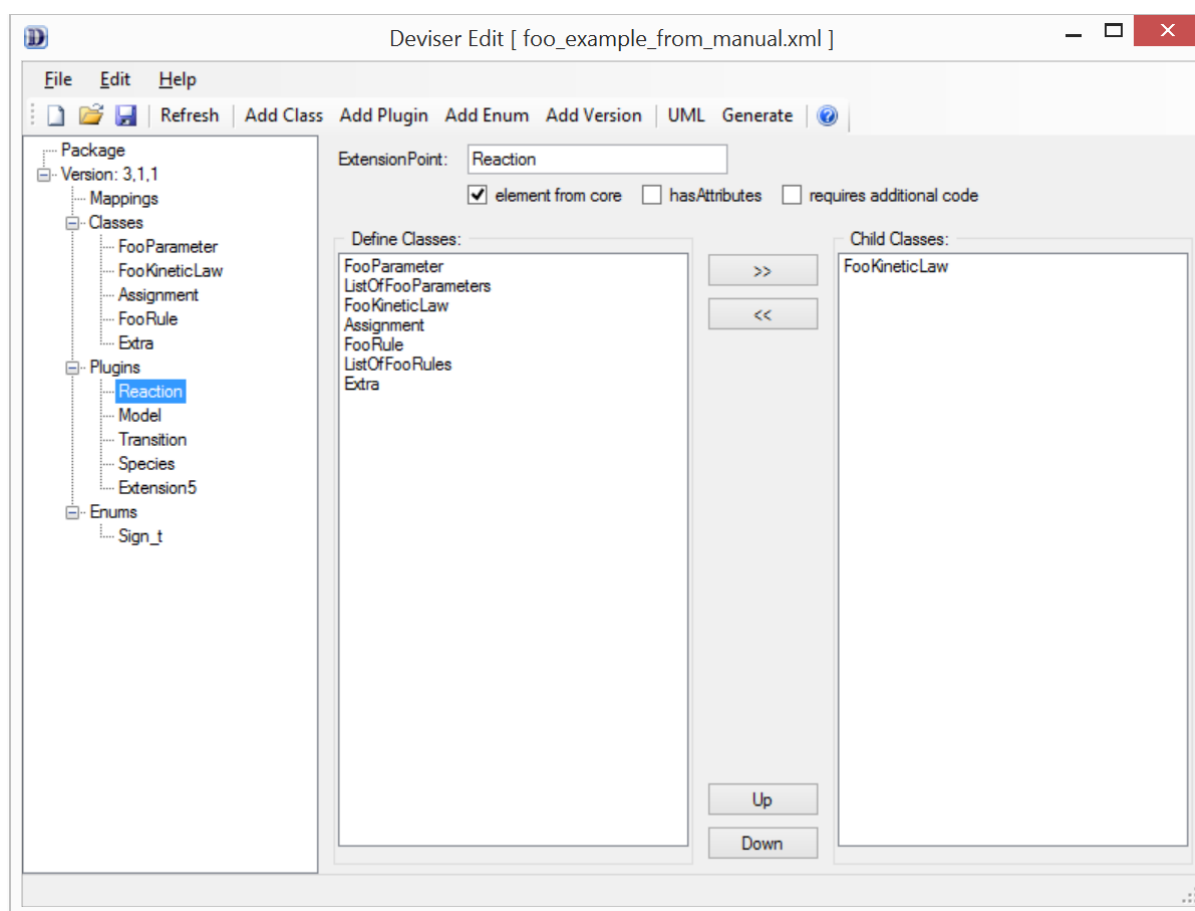 Deviser Edit [ foo_example_from_manual.xml ]
File Edit Help
Refresh Add Class Add Plugin Add Enum Add Version UML Generate
Package
Version: 3,1,1
Mappings
Classes
FooParameter
FooKineticLaw
Assignment
FooRule
Extra
Plugins
Reaction
Model
Transition
Species
Extension5
Enums
Sign_t
ExtensionPoint: Reaction
element from core hasAttributes requires additional code
Define Classes:
FooParameter
ListOfFooParameters
FooKineticLaw
Assignment
FooRule
ListOfFooRules
Extra
>>
<<
Up
Down
Child Classes:
FooKineticLaw